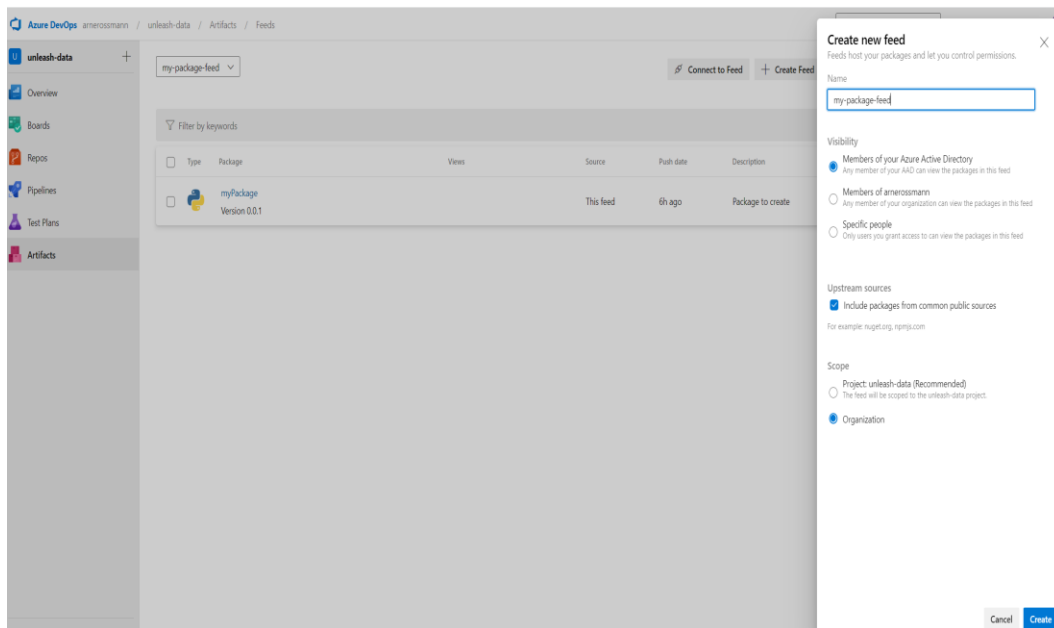 Azure DevOps arnerossmann / unleash-data / Artifacts / Feeds
U unleash-data +
Overview
Boards
Repos
Pipelines
Test Plans
Artifacts
my-package-feed
Connect to Feed
+ Create Feed
Filter by keywords
Type Package Views Source Push date Description
myPackage
Version 0.0.1
This feed 6h ago Package to create
Create new feed
Feeds host your packages and let you control permissions.
Name
my-package-feed
Visibility
Members of your Azure Active Directory
Any member of your AAD can view the packages in this feed
Members of arnerossmann
Any member of your organization can view the packages in this feed
Specific people
Only users you grant access to can view the packages in this feed
Upstream sources
Include packages from common public sources
For example: nuget.org, npmjs.com
Scope
Project: unleash-data (Recommended)
The feed will be scoped to the unleash-data project.
Organization
Cancel Create